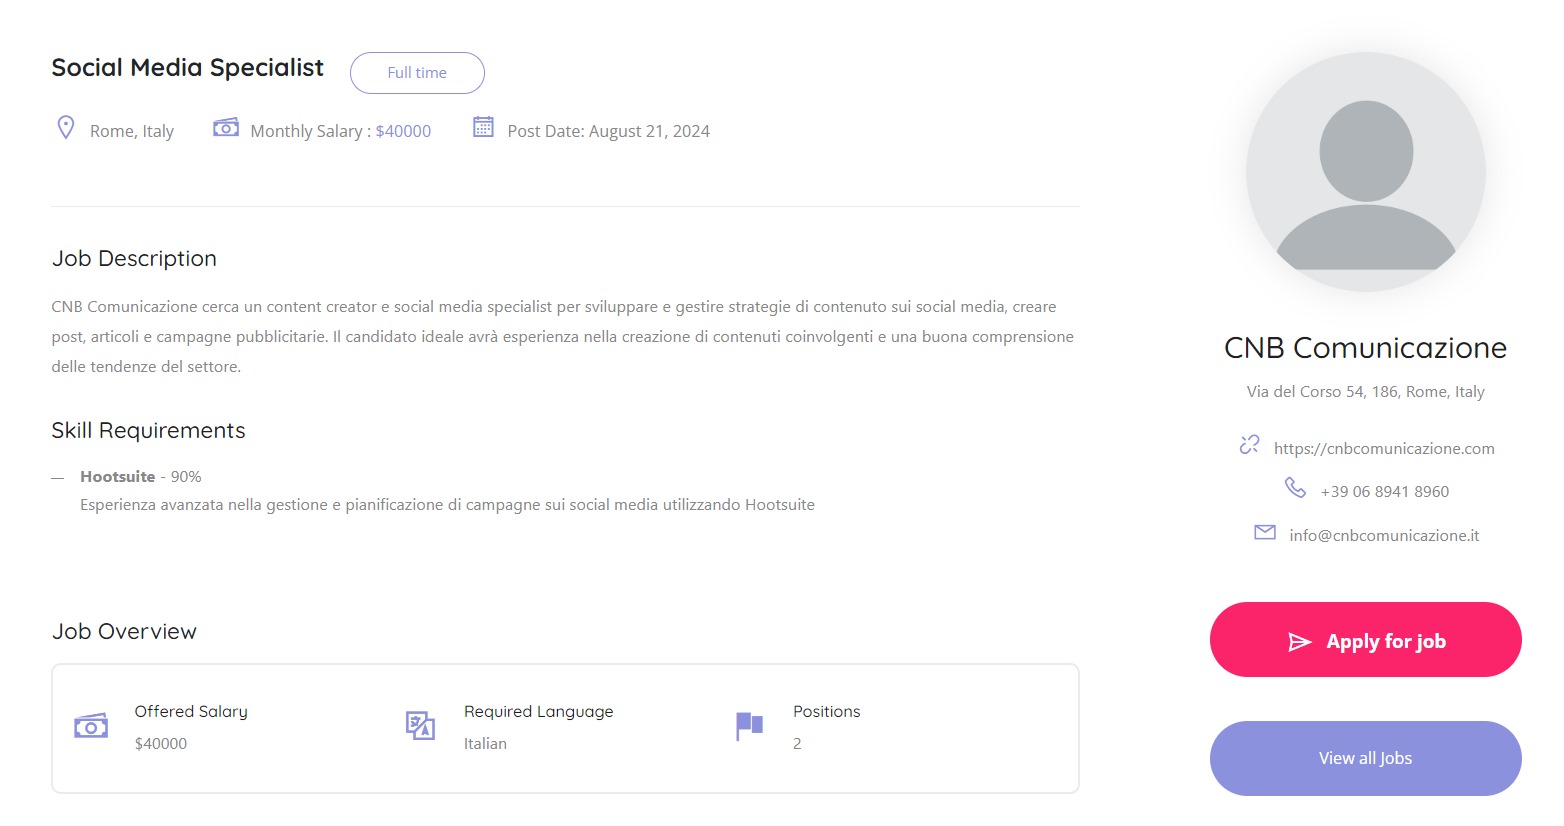 Social Media Specialist
Full time
Rome, Italy
Monthly Salary : $40000
Post Date: August 21, 2024
Job Description
CNB Comunicazione cerca un content creator e social media specialist per sviluppare e gestire strategie di contenuto sui social media, creare
post, articoli e campagne pubblicitarie. Il candidato ideale avrà esperienza nella creazione di contenuti coinvolgenti e una buona comprensione
delle tendenze del settore.
Skill Requirements
— Hootsuite - 90%
Esperienza avanzata nella gestione e pianificazione di campagne sui social media utilizzando Hootsuite
Job Overview
Offered Salary
$40000
Required Language
Italian
Positions
2
CNB Comunicazione
Via del Corso 54, 186, Rome, Italy
https://cnbcomunicazione.com
+39 06 8941 8960
info@cnbcomunicazione.it
Apply for job
View all Jobs